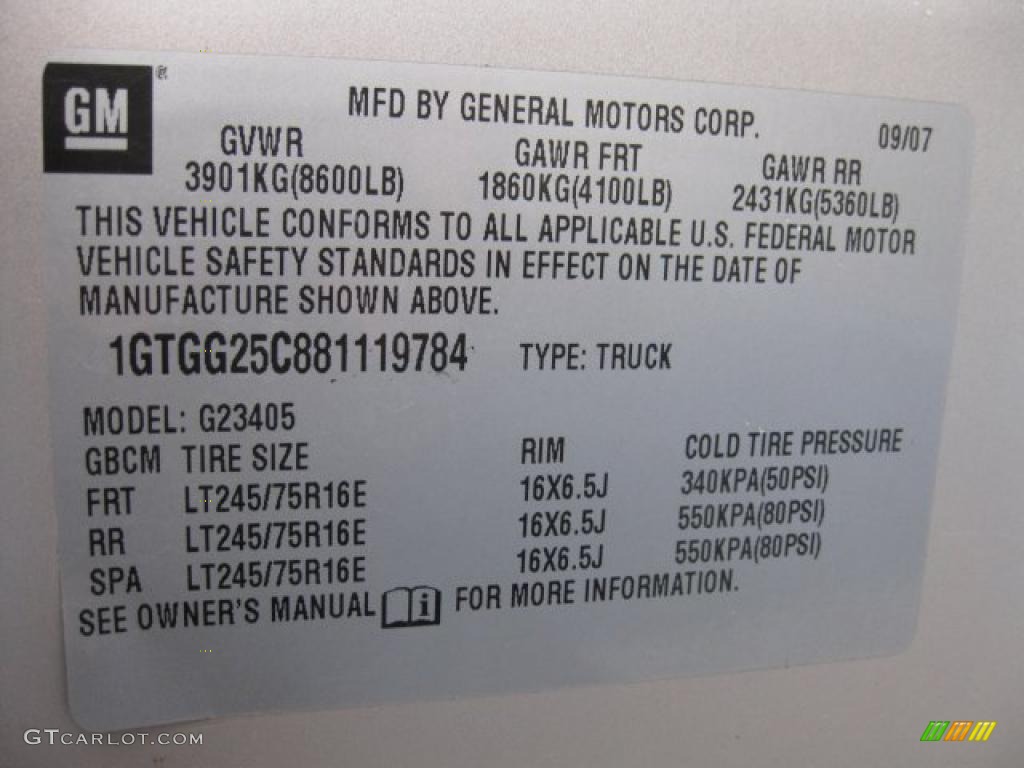 GM ®
MFD BY GENERAL MOTORS CORP. 09/07
GVWR GAWR FRT GAWR RR
3901KG(8600LB) 1860KG(4100LB) 2431KG(5360LB)
THIS VEHICLE CONFORMS TO ALL APPLICABLE U.S. FEDERAL MOTOR
VEHICLE SAFETY STANDARDS IN EFFECT ON THE DATE OF
MANUFACTURE SHOWN ABOVE.
1GTGG25C881119784 TYPE: TRUCK
MODEL: G23405
GBCM TIRE SIZE RIM COLD TIRE PRESSURE
FRT LT245/75R16E 16X6.5J 340KPA(50PSI)
RR LT245/75R16E 16X6.5J 550KPA(80PSI)
SPA LT245/75R16E 16X6.5J 550KPA(80PSI)
SEE OWNER'S MANUAL i FOR MORE INFORMATION.
GTCARLOT.COM